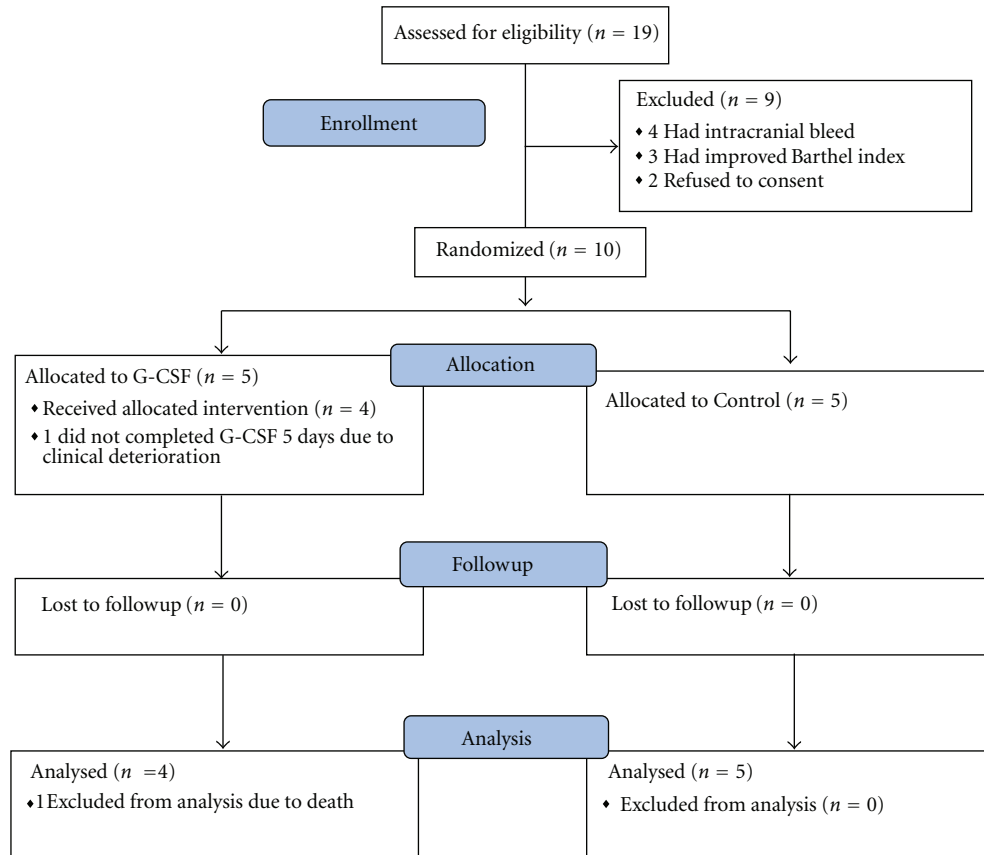 Assessed for eligibility (n = 19)
Enrollment
Excluded (n = 9)
♦ 4 Had intracranial bleed
♦ 3 Had improved Barthel index
♦ 2 Refused to consent
Randomized (n = 10)
Allocation
Allocated to G-CSF (n = 5)
♦ Received allocated intervention (n = 4)
♦ 1 did not completed G-CSF 5 days due to
clinical deterioration
Allocated to Control (n = 5)
Followup
Lost to followup (n = 0)
Lost to followup (n = 0)
Analysis
Analysed (n =4)
♦1Excluded from analysis due to death
Analysed (n = 5)
♦ Excluded from analysis (n = 0)